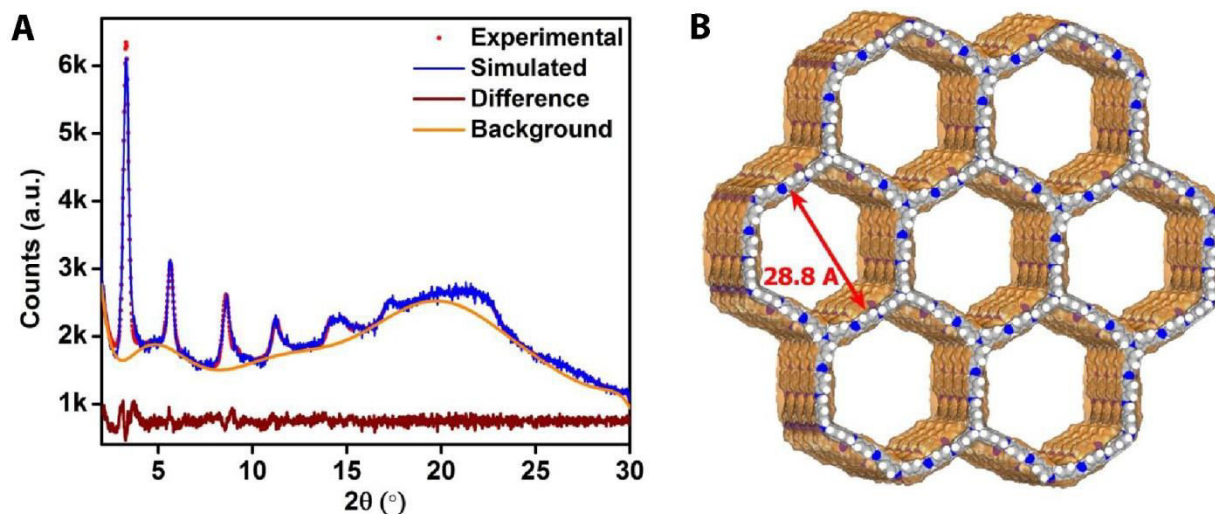 A
Experimental
Simulated
Difference
Background
6k
5k
4k
3k
2k
1k
Counts (a.u.)
5 10 15 20 25 30
2θ (°)
B
28.8 A